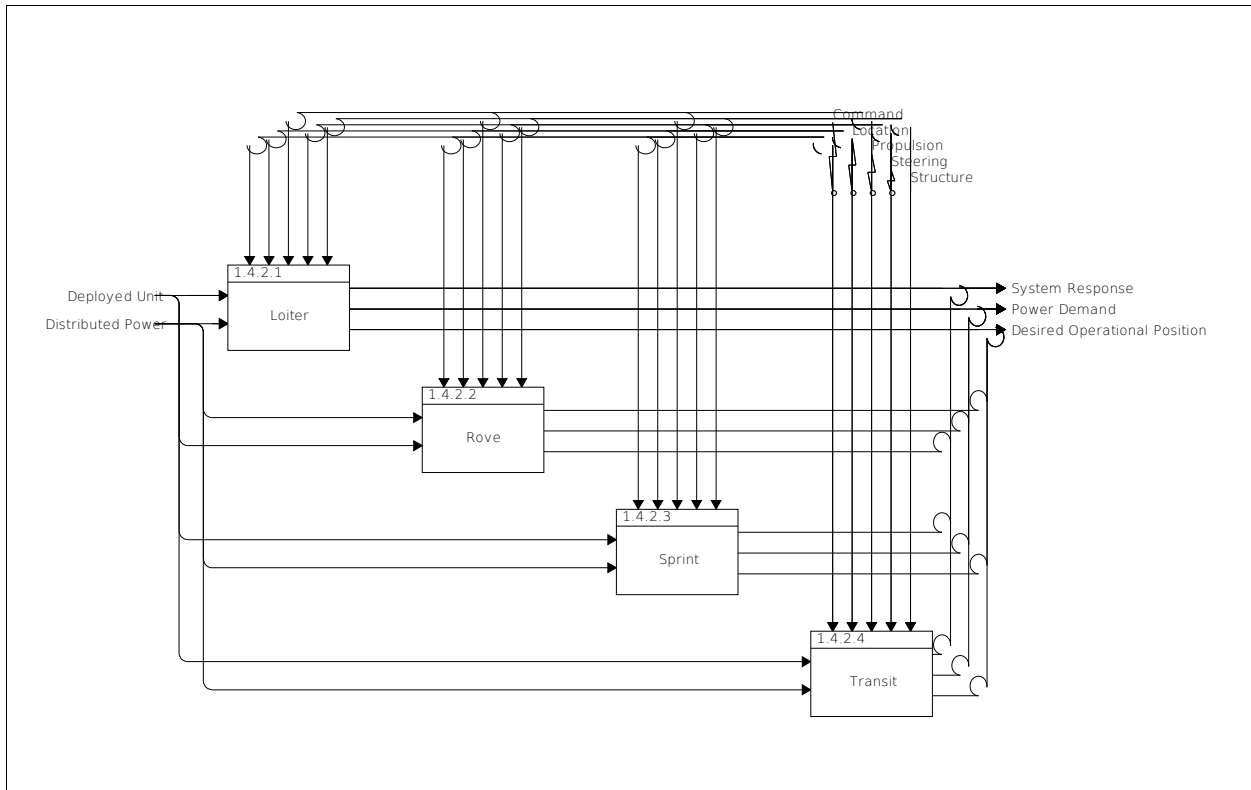 Command
Location
Propulsion
Steering
Structure
1.4.2.1
Loiter
Deployed Unit
Distributed Power
System Response
Power Demand
Desired Operational Position
1.4.2.2
Rove
1.4.2.3
Sprint
1.4.2.4
Transit